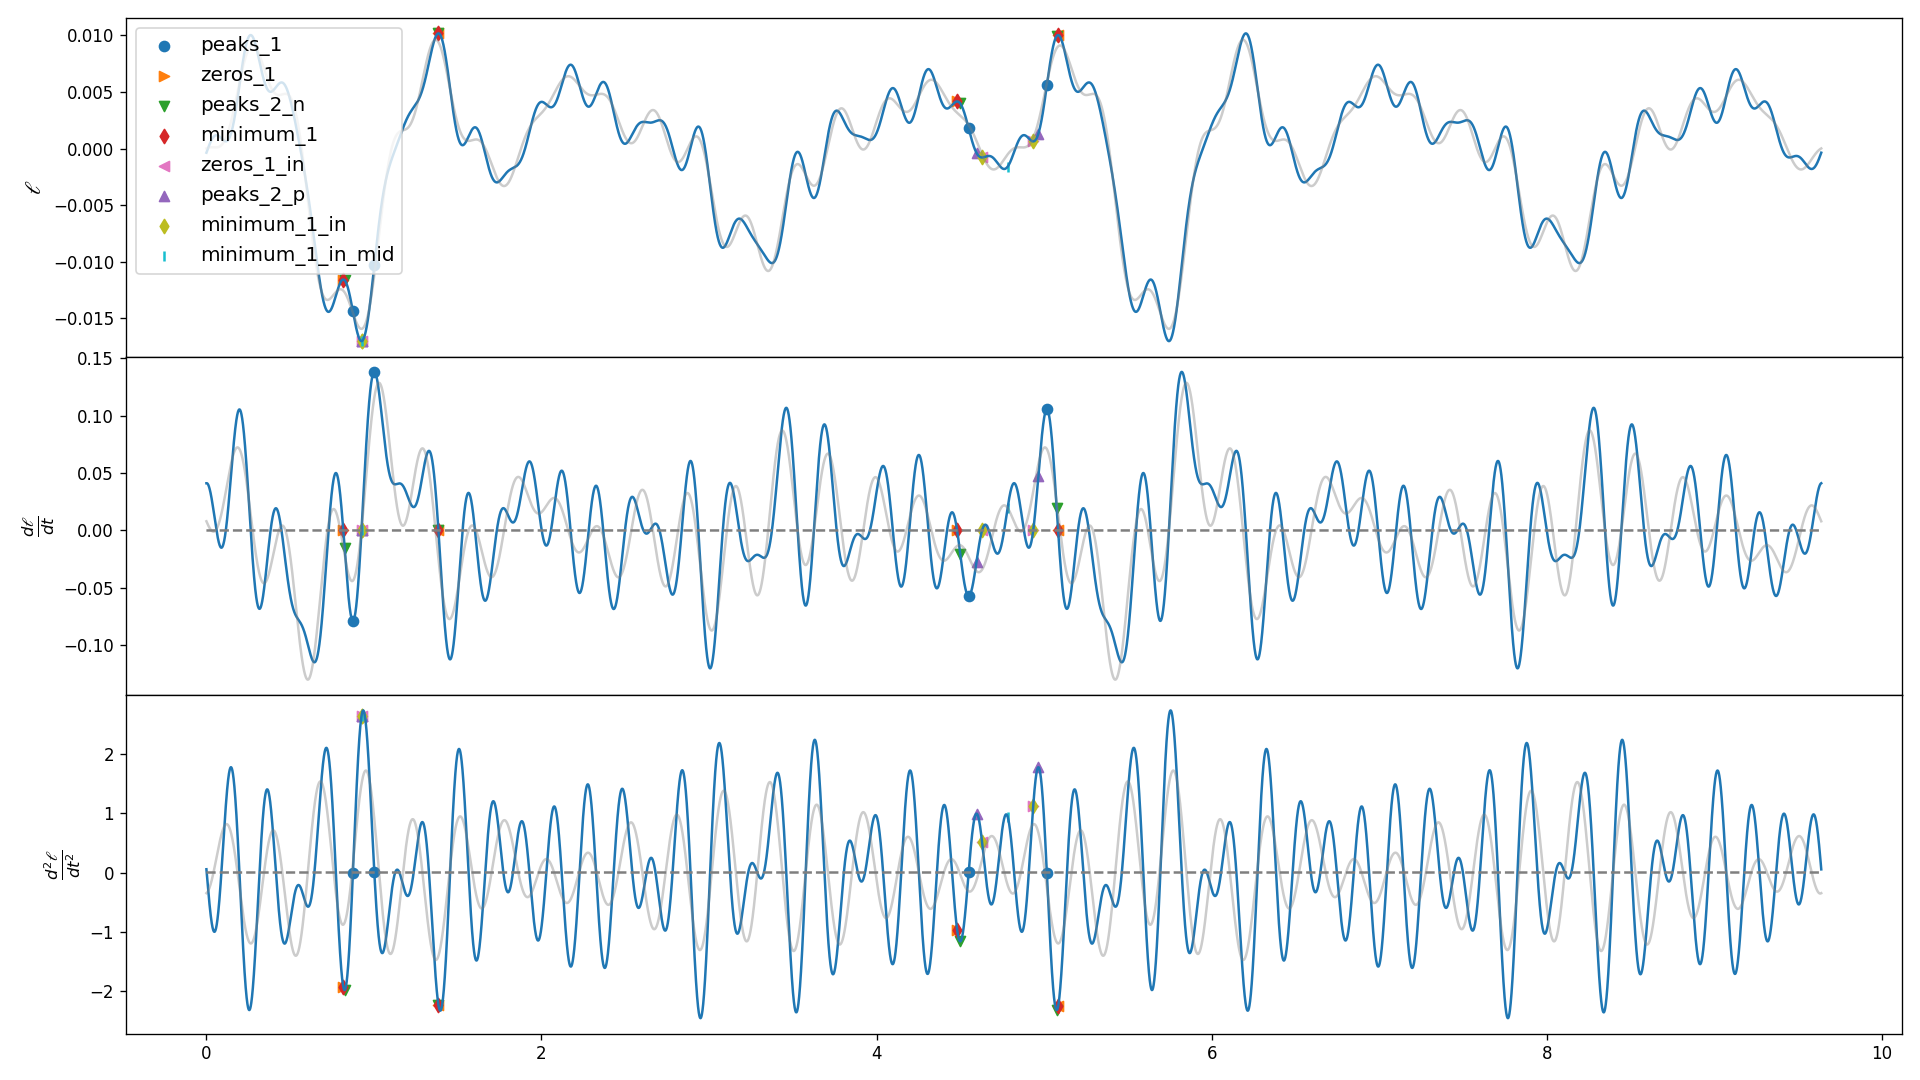 peaks_1
zeros_1
peaks_2_n
minimum_1
zeros_1_in
peaks_2_p
minimum_1_in
minimum_1_in_mid
0.010
0.005
0.000
−0.005
−0.010
−0.015
ℓ
0.15
0.10
0.05
0.00
−0.05
−0.10
dℓ
dt
2
1
0
−1
−2
d²ℓ
dt²
0 2 4 6 8 10